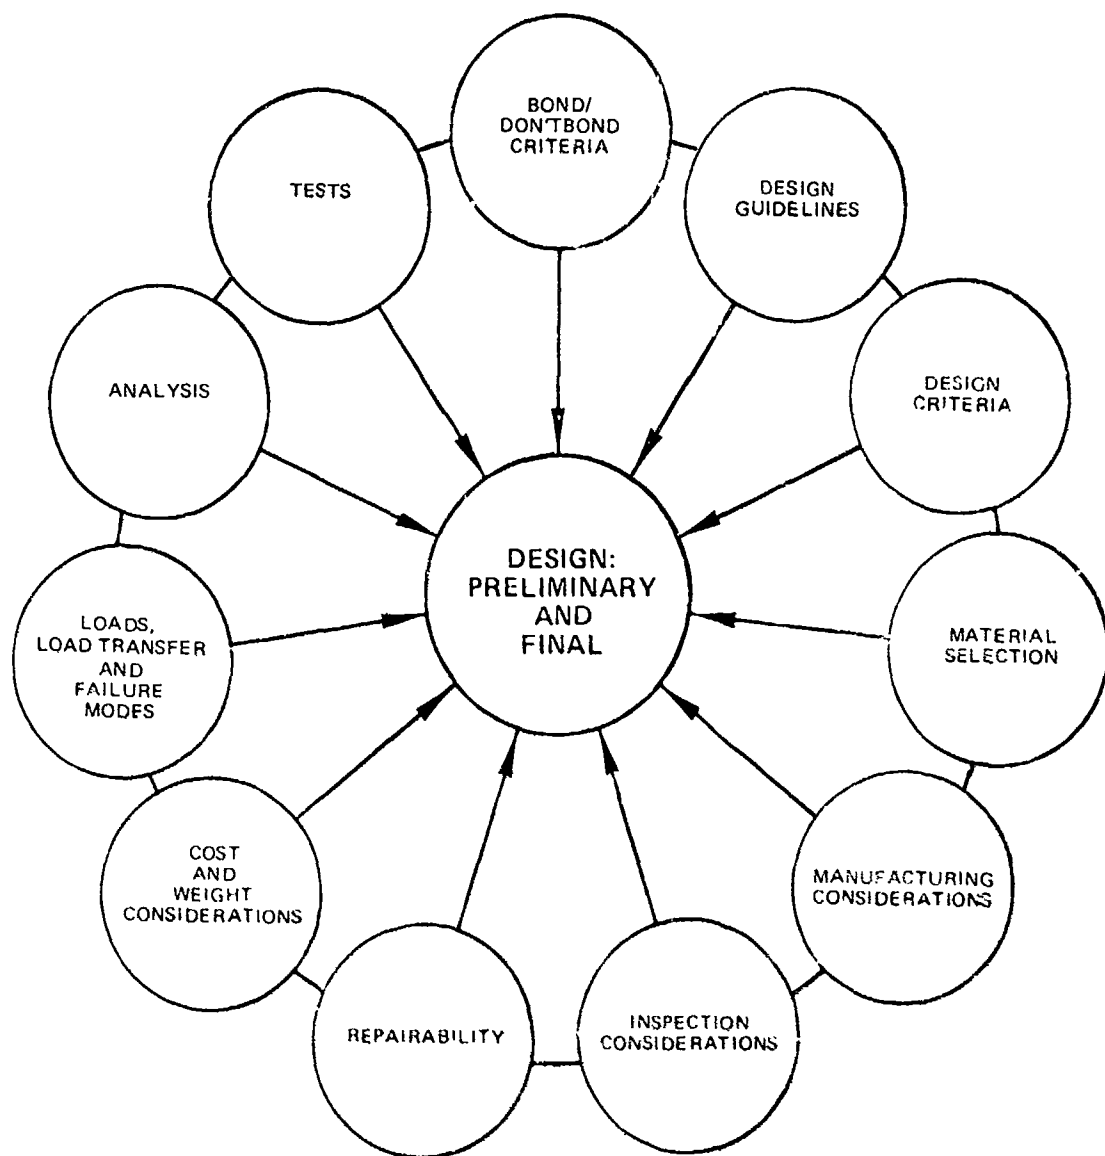 BOND/
DON'TBOND
CRITERIA
DESIGN
GUIDELINES
DESIGN
CRITERIA
MATERIAL
SELECTION
MANUFACTURING
CONSIDERATIONS
INSPECTION
CONSIDERATIONS
REPAIRABILITY
COST
AND
WEIGHT
CONSIDERATIONS
LOADS,
LOAD TRANSFER
AND
FAILURE
MODES
ANALYSIS
TESTS
DESIGN:
PRELIMINARY
AND
FINAL